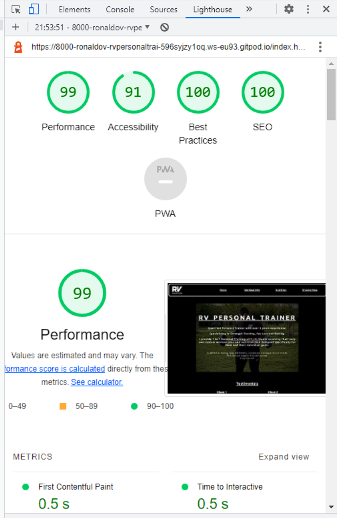 Elements Console Sources Lighthouse
21:53:51 - 8000-ronaldov-rvpe
https://8000-ronaldov-rvpersonaltrai-596syjzy1oq.ws-eu93.gitpod.io/index.h...
99 91 100 100
Performance Accessibility Best Practices SEO
PWA
PWA
99
Performance
RV
RV PERSONAL TRAINER
Testimonials
Values are estimated and may vary. The
formance score is calculated directly from thes
metrics. See calculator.
0–49 50–89 90–100
METRICS Expand view
First Contentful Paint Time to Interactive
0.5 s 0.5 s